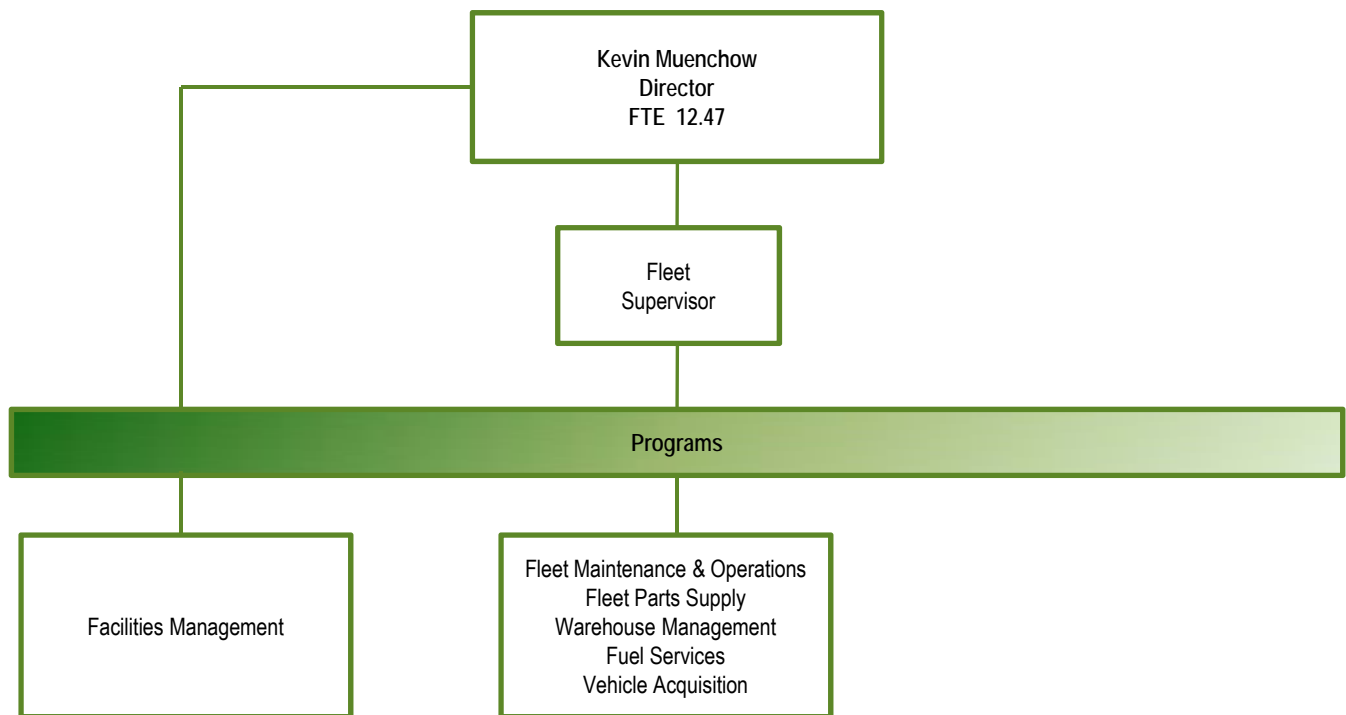 Kevin Muenchow
Director
FTE 12.47
Fleet
Supervisor
Programs
Facilities Management
Fleet Maintenance & Operations
Fleet Parts Supply
Warehouse Management
Fuel Services
Vehicle Acquisition